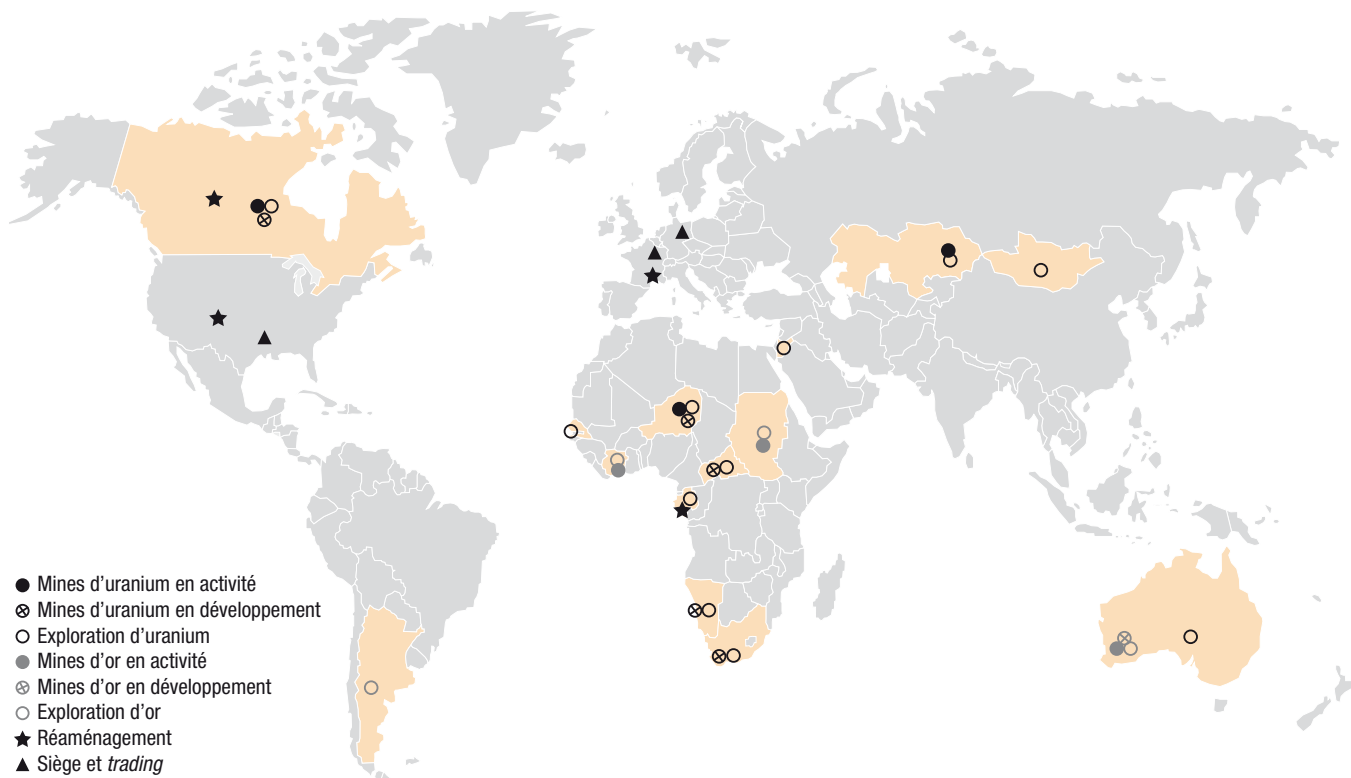 Mines d'uranium en activité
Mines d'uranium en développement
Exploration d'uranium
Mines d'or en activité
Mines d'or en développement
Exploration d'or
Réaménagement
Siège et trading